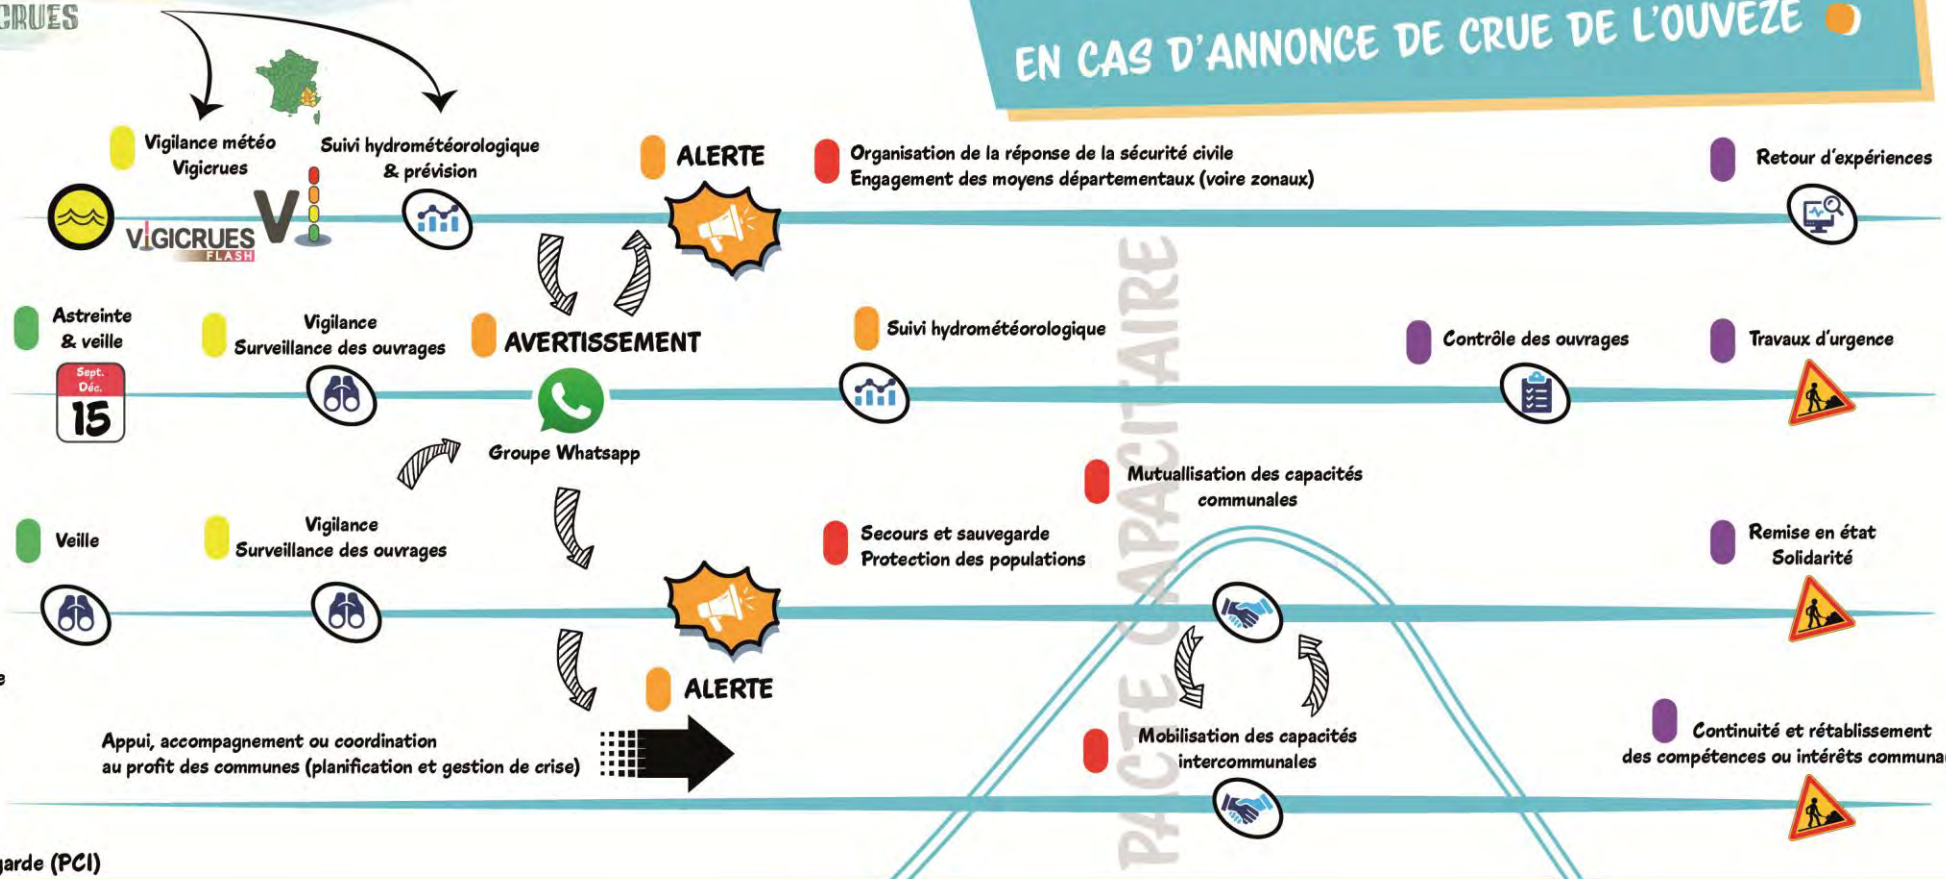 CRUES
EN CAS D'ANNONCE DE CRUE DE L'OUVÈZE
Vigilance météo
Vigicrues
Suivi hydrométéorologique
& prévision
ALERTE
Organisation de la réponse de la sécurité civile
Engagement des moyens départementaux (voire zonaux)
Retour d'expériences
VIGICRUES
FLASH
V
Astreinte
& veille
Sept.
Déc.
15
Vigilance
Surveillance des ouvrages
AVERTISSEMENT
Groupe Whatsapp
Suivi hydrométéorologique
Contrôle des ouvrages
Travaux d'urgence
PACTE CAPACITAIRE
Veille
Vigilance
Surveillance des ouvrages
Secours et sauvegarde
Protection des populations
Mutuallisation des capacités
communales
Remise en état
Solidarité
e
ALERTE
Appui, accompagnement ou coordination
au profit des communes (planification et gestion de crise)
Mobilisation des capacités
intercommunales
Continuité et rétablissement
des compétences ou intérêts communa
garde (PCI)